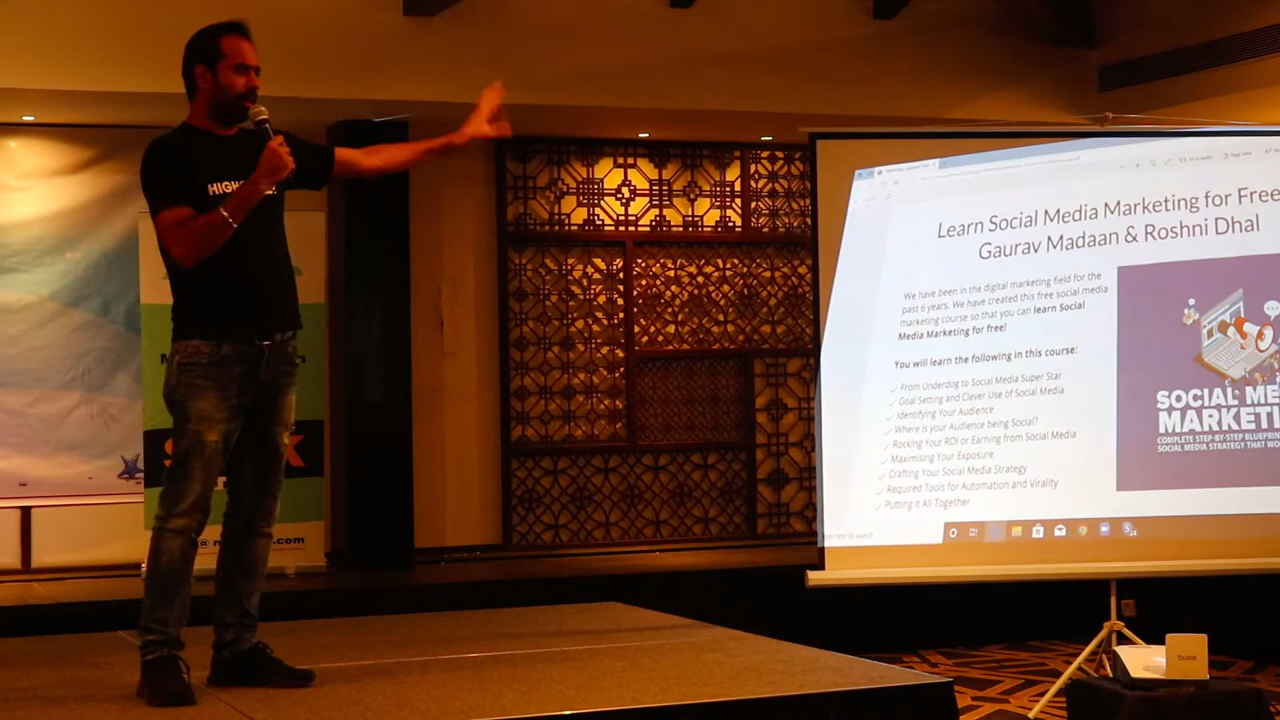 HIGH
Learn Social Media Marketing for Free
Gaurav Madaan & Roshni Dhal
We have been in the digital marketing field for the
past 6 years. We have created this free social media
marketing course so that you can learn Social
Media Marketing for free!
You will learn the following in this course:
From Underdog to Social Media Super Star
Goal Setting and Clever Use of Social Media
Identifying Your Audience
Where is your Audience being Social?
Rocking Your ROI or Earning from Social Media
Maximising Your Exposure
Crafting Your Social Media Strategy
Required Tools for Automation and Virality
Putting it All Together
SOCIAL ME
MARKETI
COMPLETE STEP-BY-STEP BLUEPRIN
SOCIAL MEDIA STRATEGY THAT WO
here to search